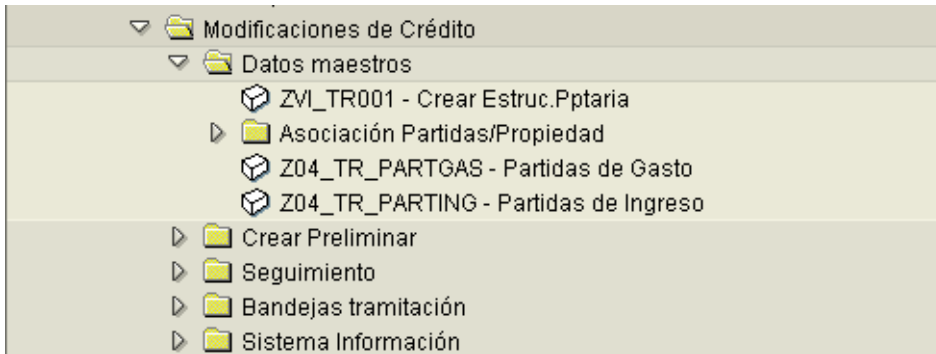 Modificaciones de Crédito
Datos maestros
ZVI_TR001 - Crear Estruc.Pptaria
Asociación Partidas/Propiedad
Z04_TR_PARTGAS - Partidas de Gasto
Z04_TR_PARTING - Partidas de Ingreso
Crear Preliminar
Seguimiento
Bandejas tramitación
Sistema Información